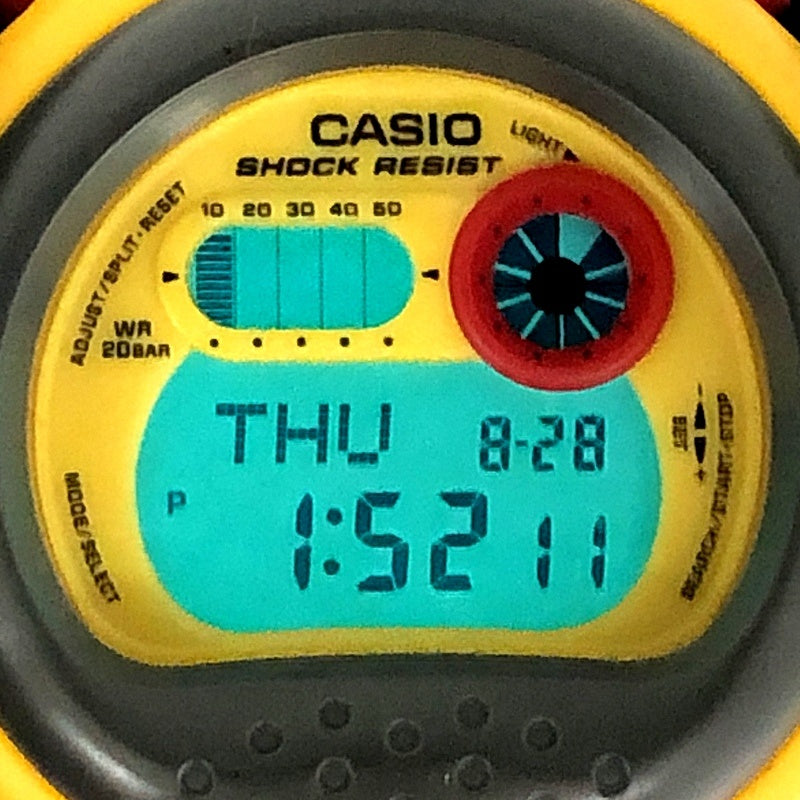 CASIO
LIGHT
SHOCK RESIST
10 20 30 40 50
ADJUST/SPLIT·RESET
WR
20BAR
THU 8-28
P 1:52 11
MODE/SELECT
SEARCH/START·STOP